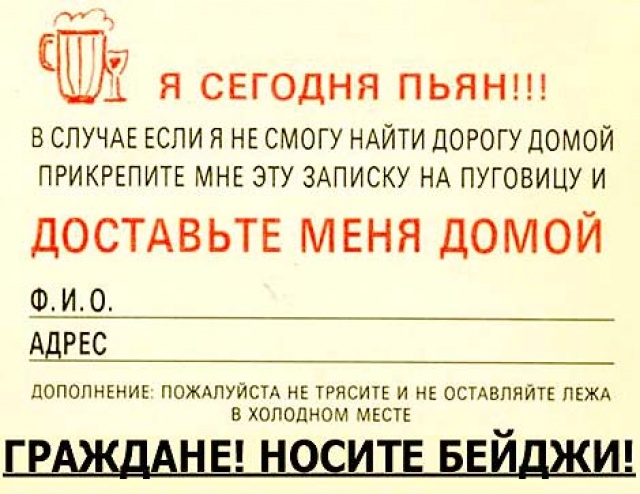 Я СЕГОДНЯ ПЬЯН!!!
В СЛУЧАЕ ЕСЛИ Я НЕ СМОГУ НАЙТИ ДОРОГУ ДОМОЙ
ПРИКРЕПИТЕ МНЕ ЭТУ ЗАПИСКУ НА ПУГОВИЦУ И
ДОСТАВЬТЕ МЕНЯ ДОМОЙ
Ф.И.О.
АДРЕС
ДОПОЛНЕНИЕ: ПОЖАЛУЙСТА НЕ ТРЯСИТЕ И НЕ ОСТАВЛЯЙТЕ ЛЕЖА
В ХОЛОДНОМ МЕСТЕ
ГРАЖДАНЕ! НОСИТЕ БЕЙДЖИ!